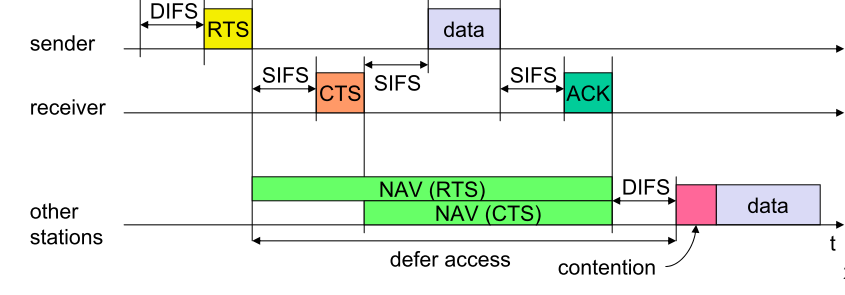 DIFS
RTS
data
sender
SIFS
SIFS
SIFS
CTS
ACK
receiver
NAV (RTS)
DIFS
NAV (CTS)
data
other
stations
t
defer access
contention